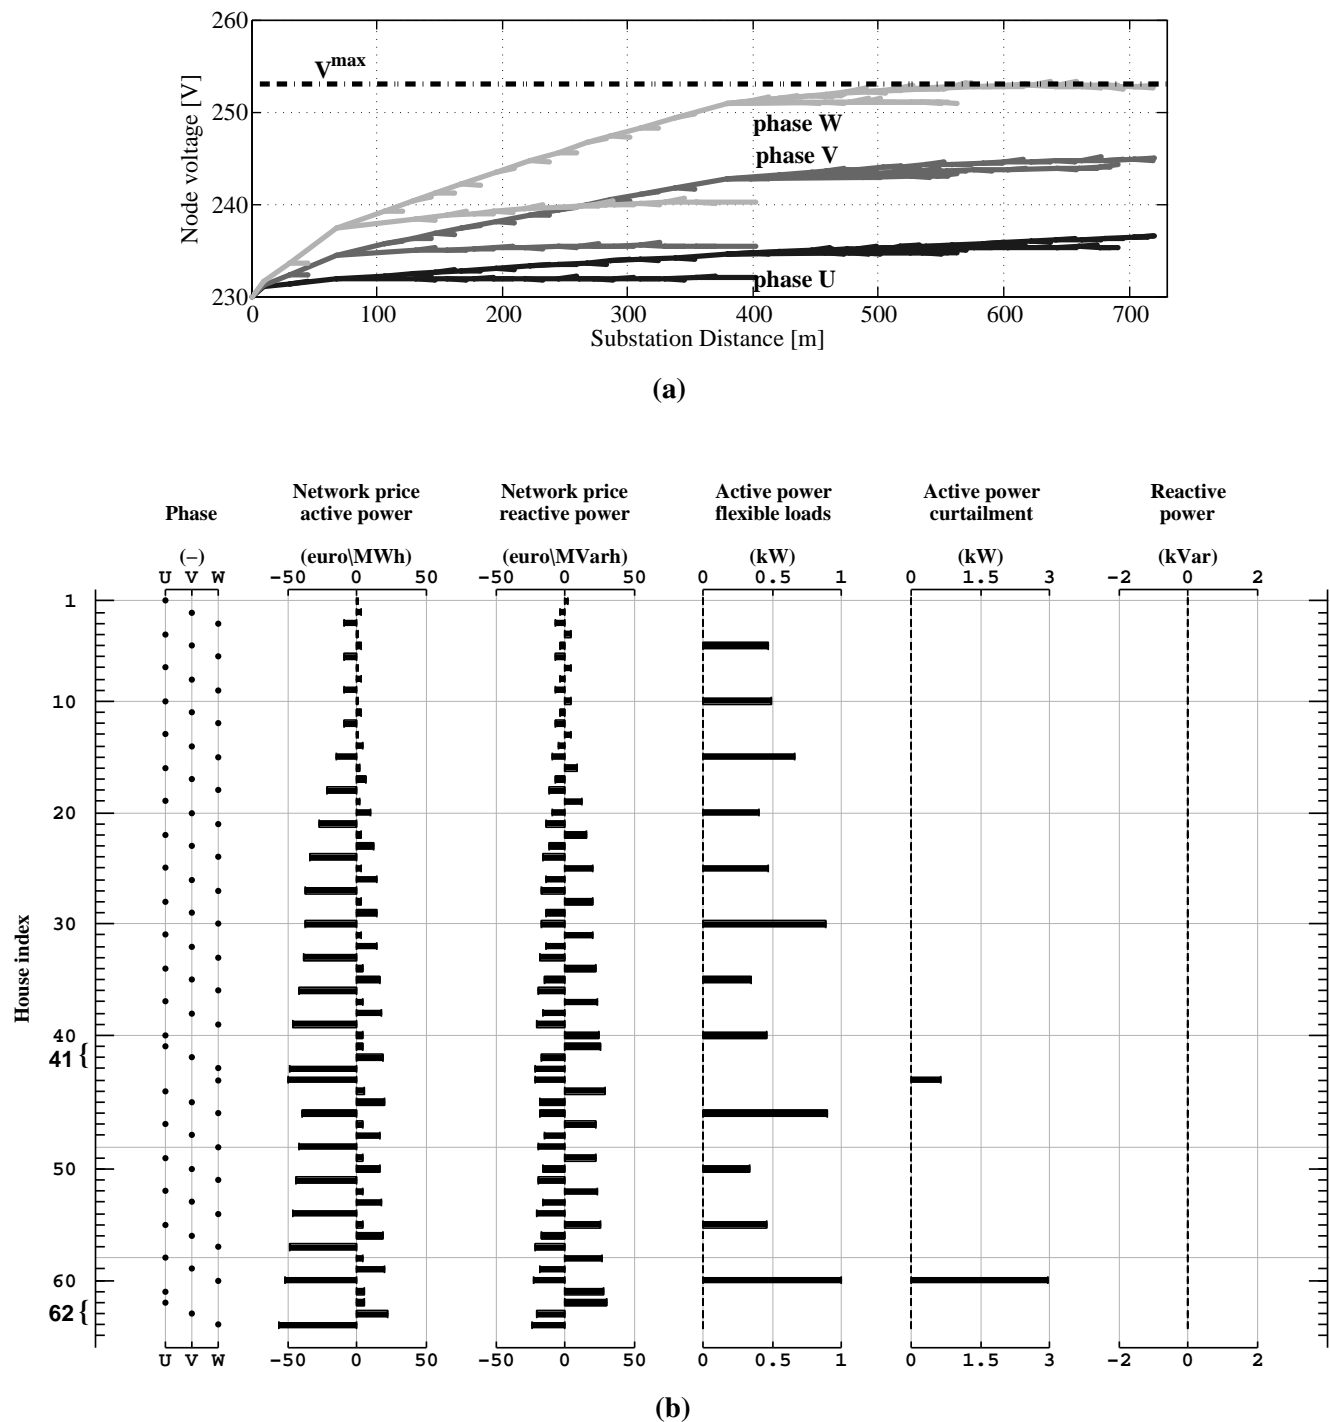 260
V^max
250
phase W
phase V
240
phase U
230
Node voltage [V]
0 100 200 300 400 500 600 700
Substation Distance [m]
(a)
Phase
Network price active power
Network price reactive power
Active power flexible loads
Active power curtailment
Reactive power
(–) (euro\MWh) (euro\MVarh) (kW) (kW) (kVar)
U V W −50 0 50 −50 0 50 0 0.5 1 0 1.5 3 −2 0 2
1
10
20
30
House index
40
41 {
50
60
62 {
U V W −50 0 50 −50 0 50 0 0.5 1 0 1.5 3 −2 0 2
(b)